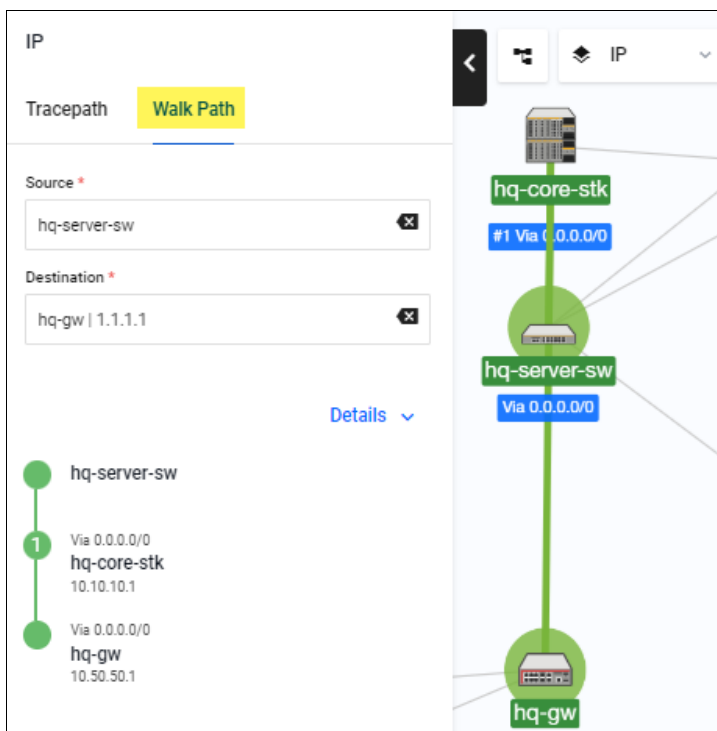 IP
Tracepath
Walk Path
Source *
hq-server-sw
Destination *
hq-gw | 1.1.1.1
Details
hq-server-sw
1
Via 0.0.0.0/0
hq-core-stk
10.10.10.1
Via 0.0.0.0/0
hq-gw
10.50.50.1
IP
hq-core-stk
#1 Via 0.0.0.0/0
hq-server-sw
Via 0.0.0.0/0
hq-gw